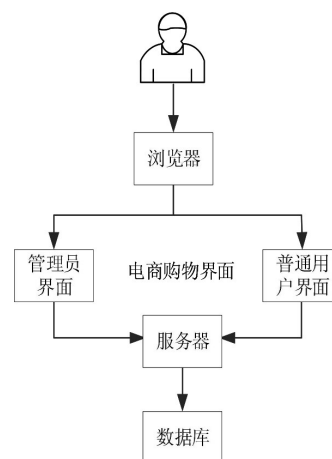 浏览器
管理员
界面
电商购物界面
普通用
户界面
服务器
数据库